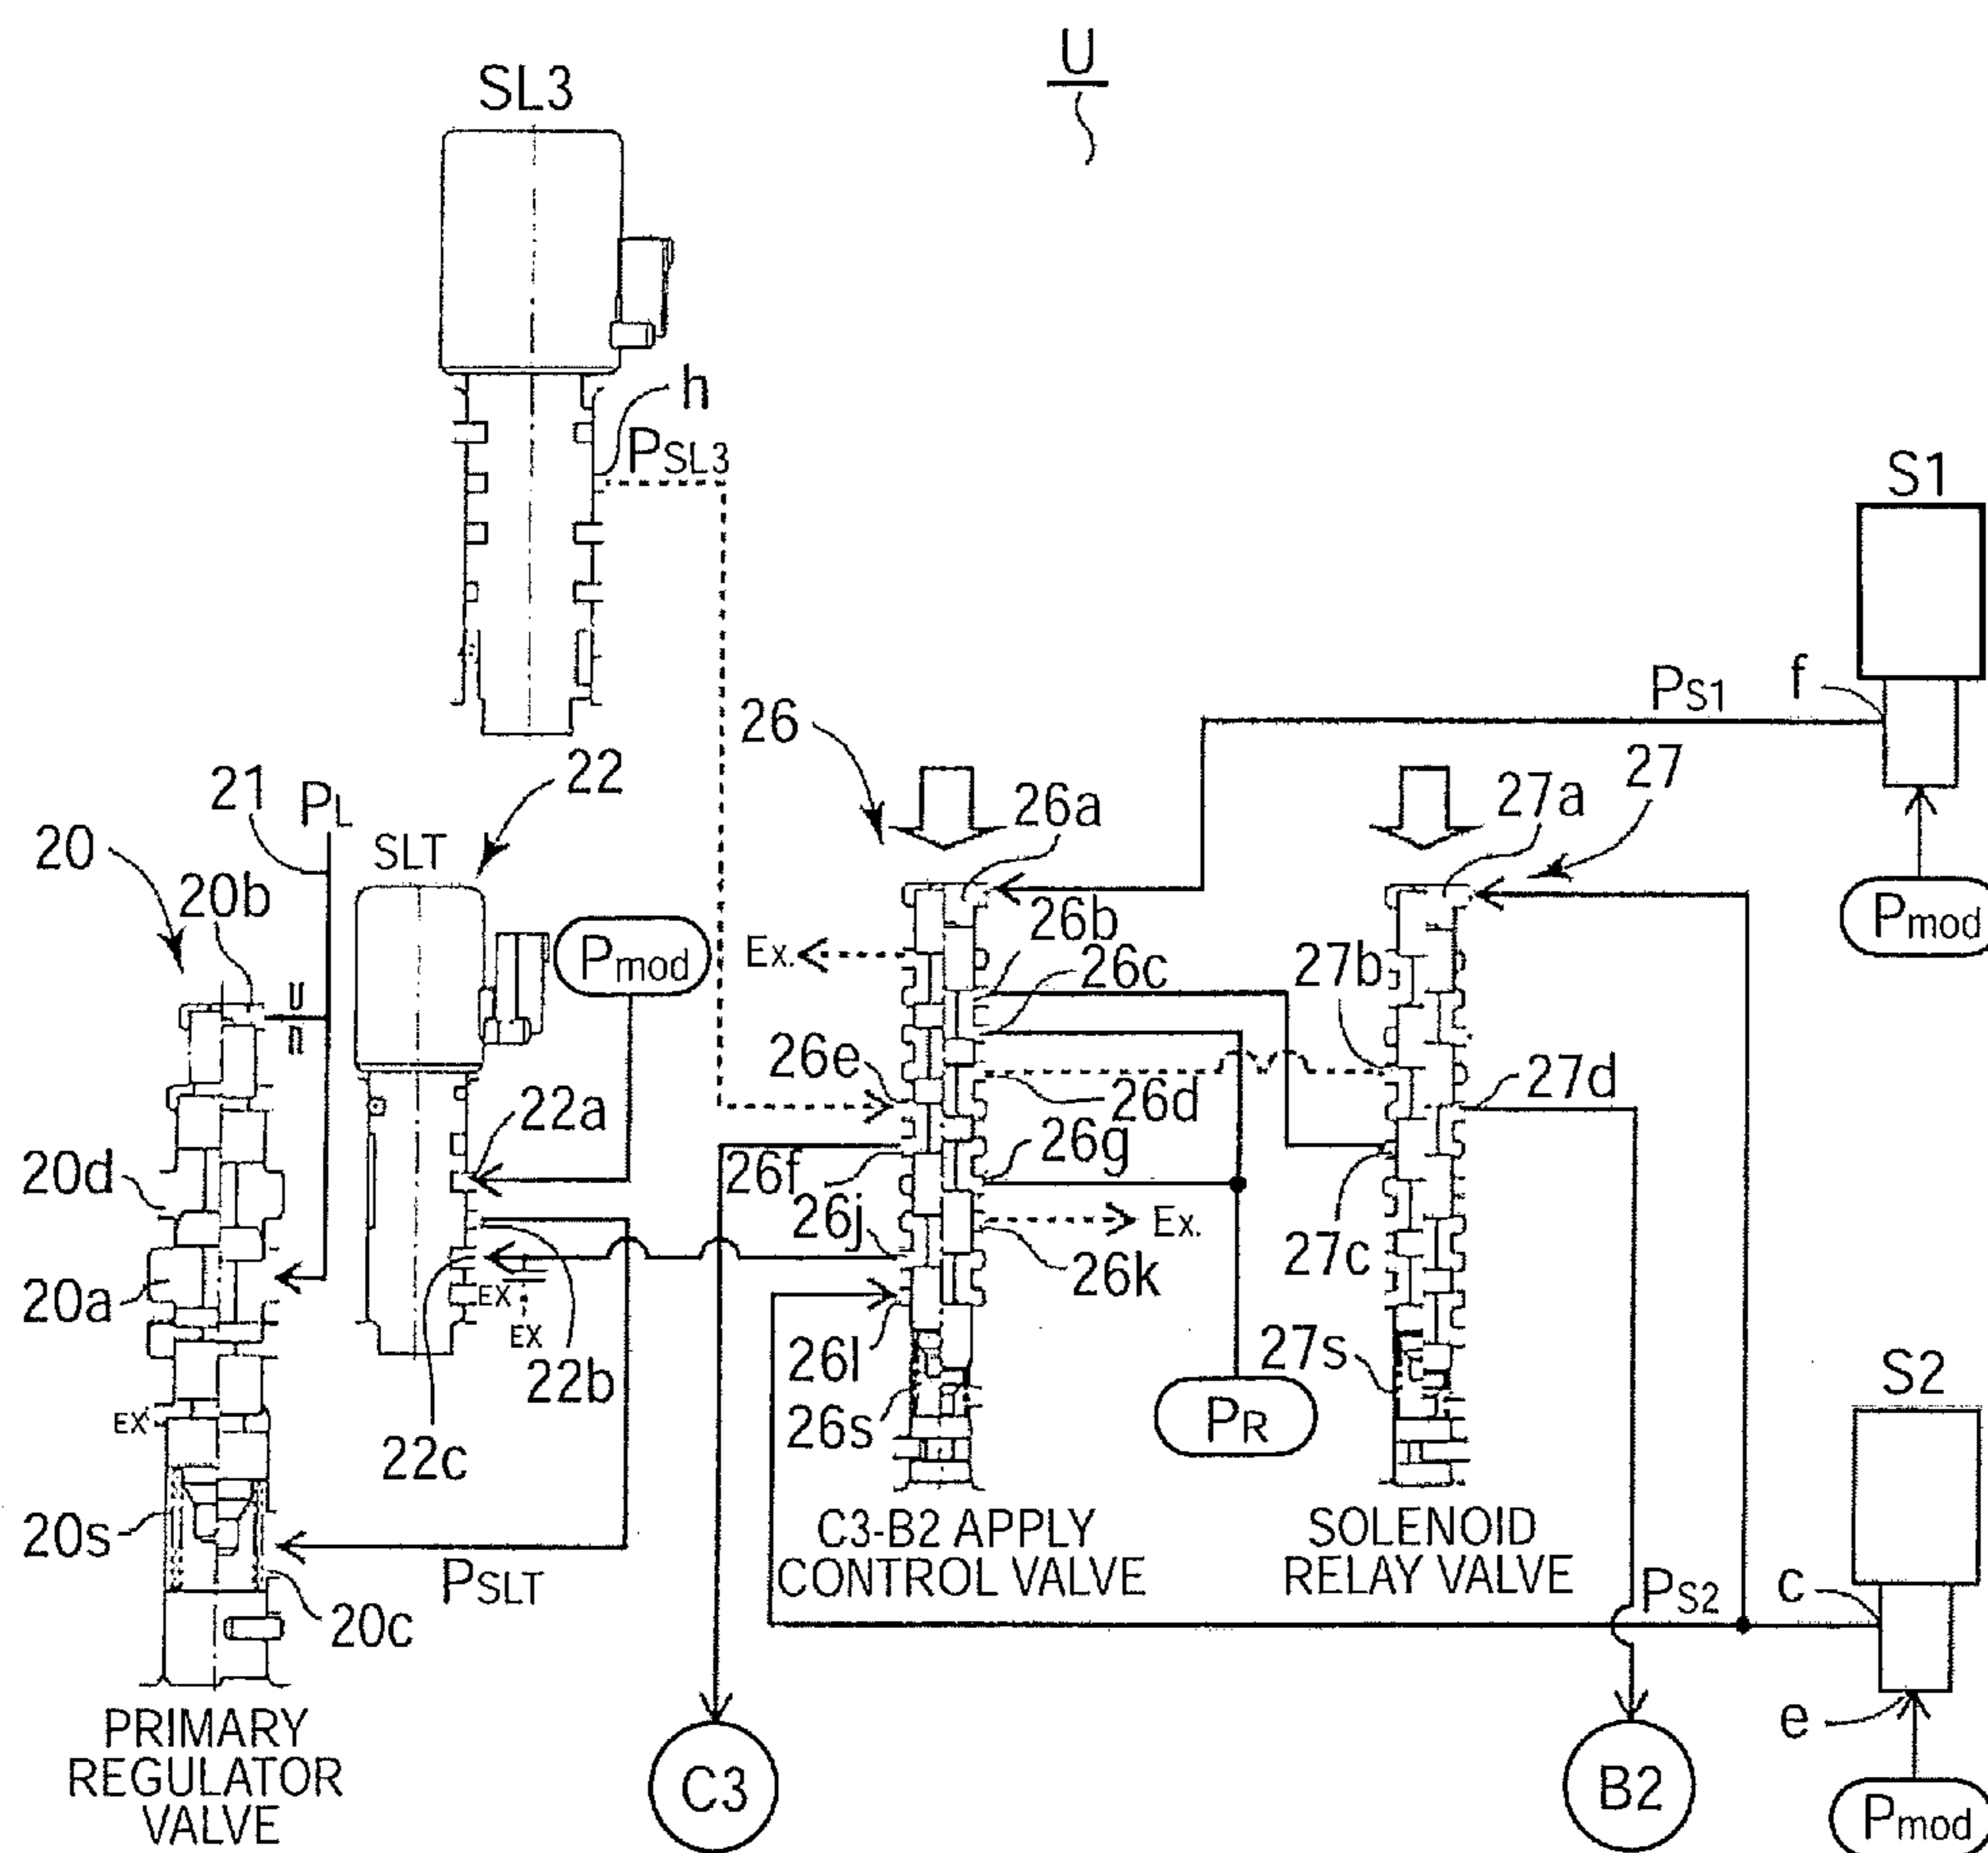 U
SL3
h
PSL3
S1
PS1
f
26
22
21
PL
27
27a
26a
20
SLT
20b
Pmod
Pmod
26b
Ex.
26c
27b
26e
27d
22a
26d
26g
20d
26f
26j
Ex.
27c
26k
20a
EX
EX
26l
22b
27s
S2
EX
26s
PR
22c
20s
C3-B2 APPLY
CONTROL VALVE
SOLENOID
RELAY VALVE
PSLT
c
PS2
20c
e
PRIMARY
REGULATOR
VALVE
C3
B2
Pmod